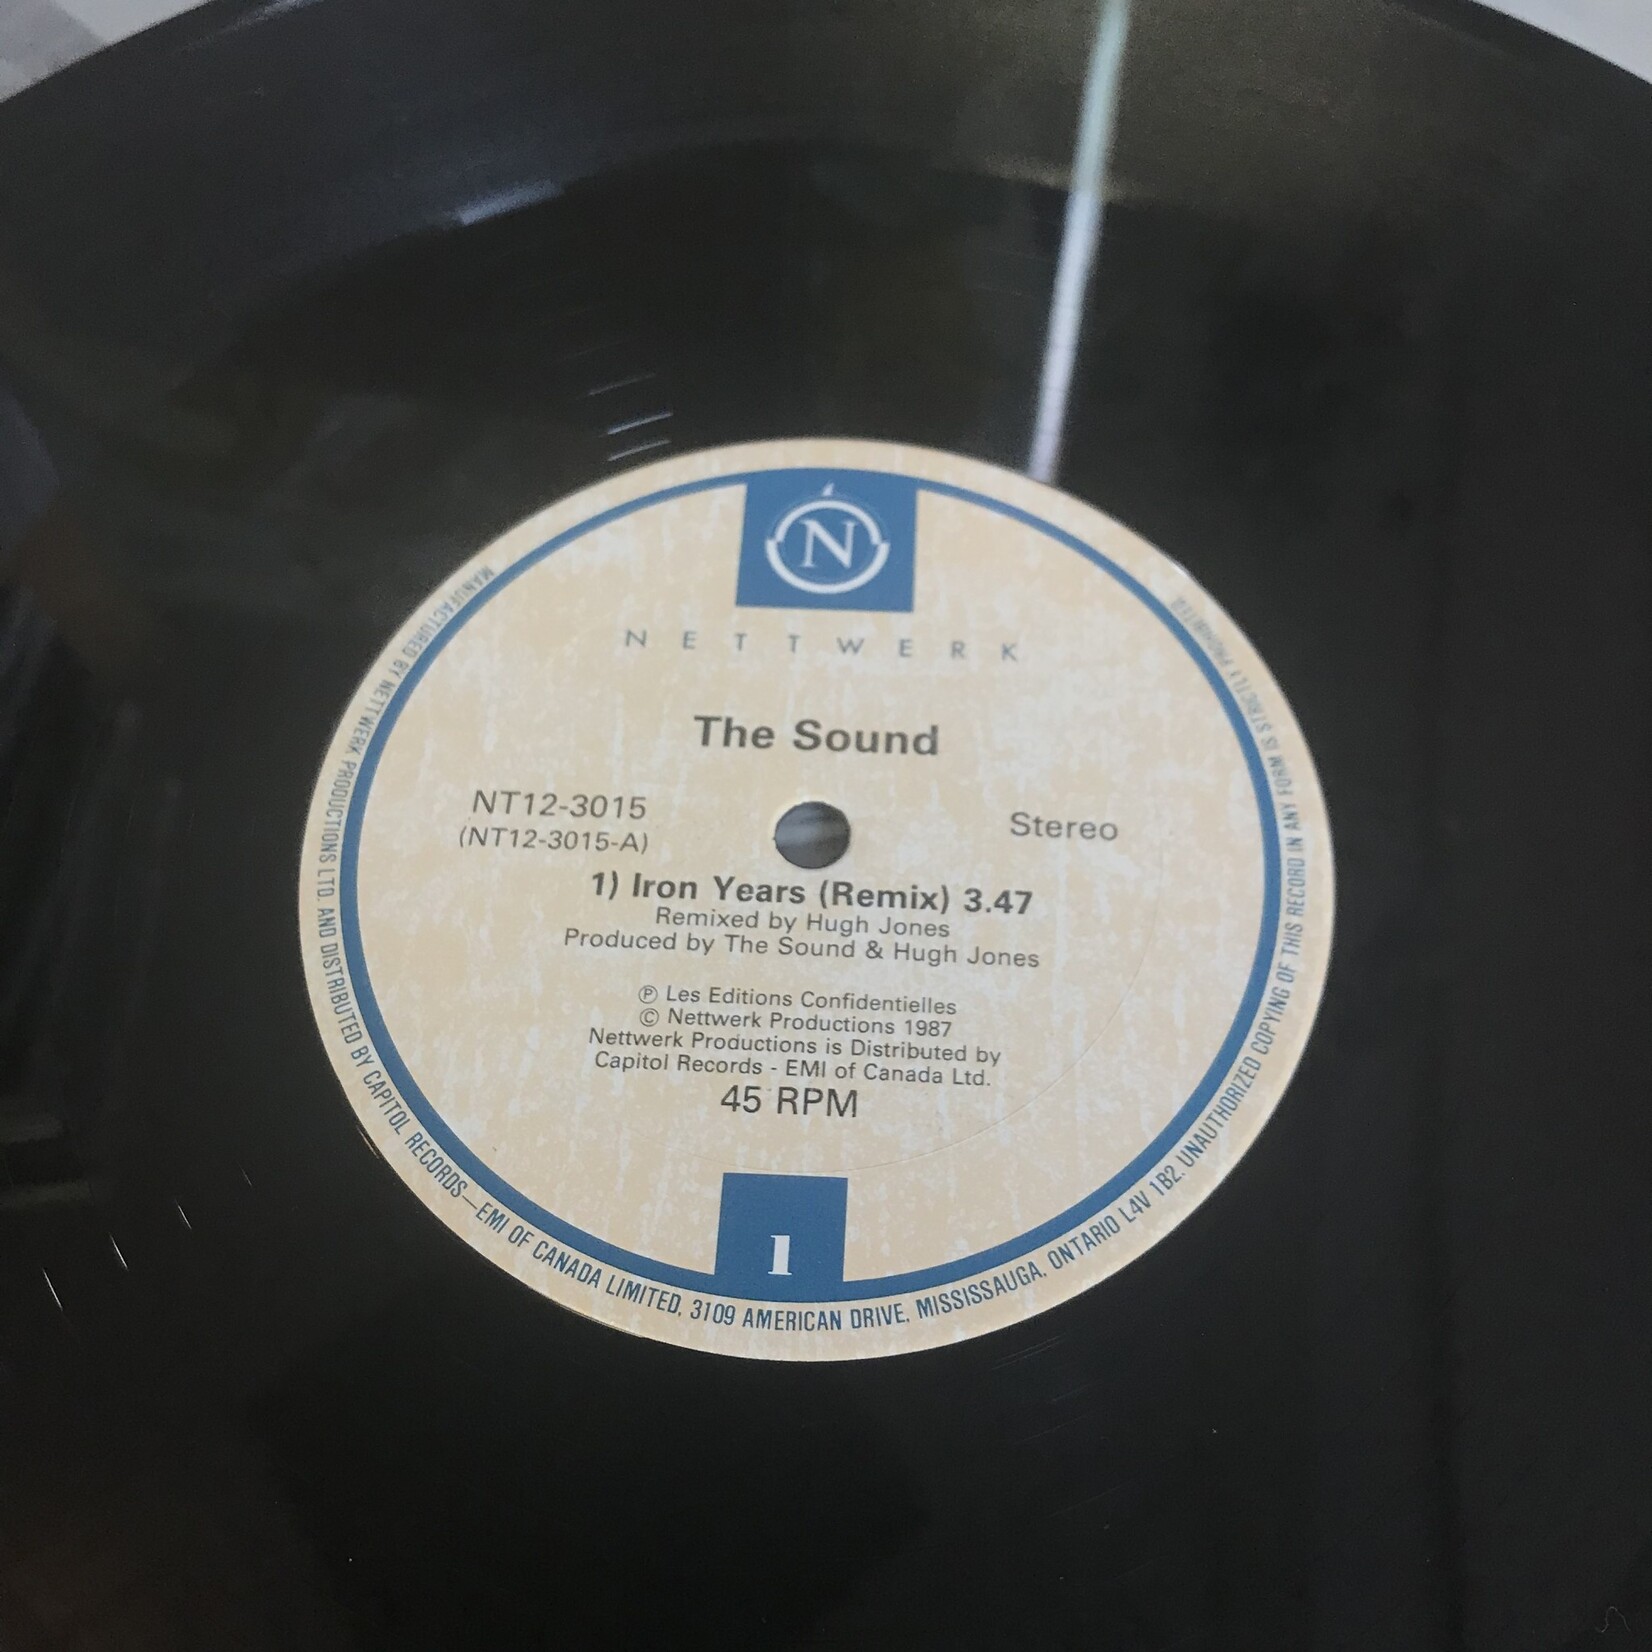 N
NETTWERK
The Sound
NT12-3015
(NT12-3015-A)
Stereo
1) Iron Years (Remix) 3.47
Remixed by Hugh Jones
Produced by The Sound & Hugh Jones
℗ Les Editions Confidentielles
© Nettwerk Productions 1987
Nettwerk Productions is Distributed by
Capitol Records - EMI of Canada Ltd.
45 RPM
1
MANUFACTURED BY NETTWERK PRODUCTIONS LTD. AND DISTRIBUTED BY CAPITOL RECORDS—EMI OF CANADA LIMITED, 3109 AMERICAN DRIVE, MISSISSAUGA, ONTARIO L4V 1B2. UNAUTHORIZED COPYING OF THIS RECORD IN ANY FORM IS STRICTLY PROHIBITED.